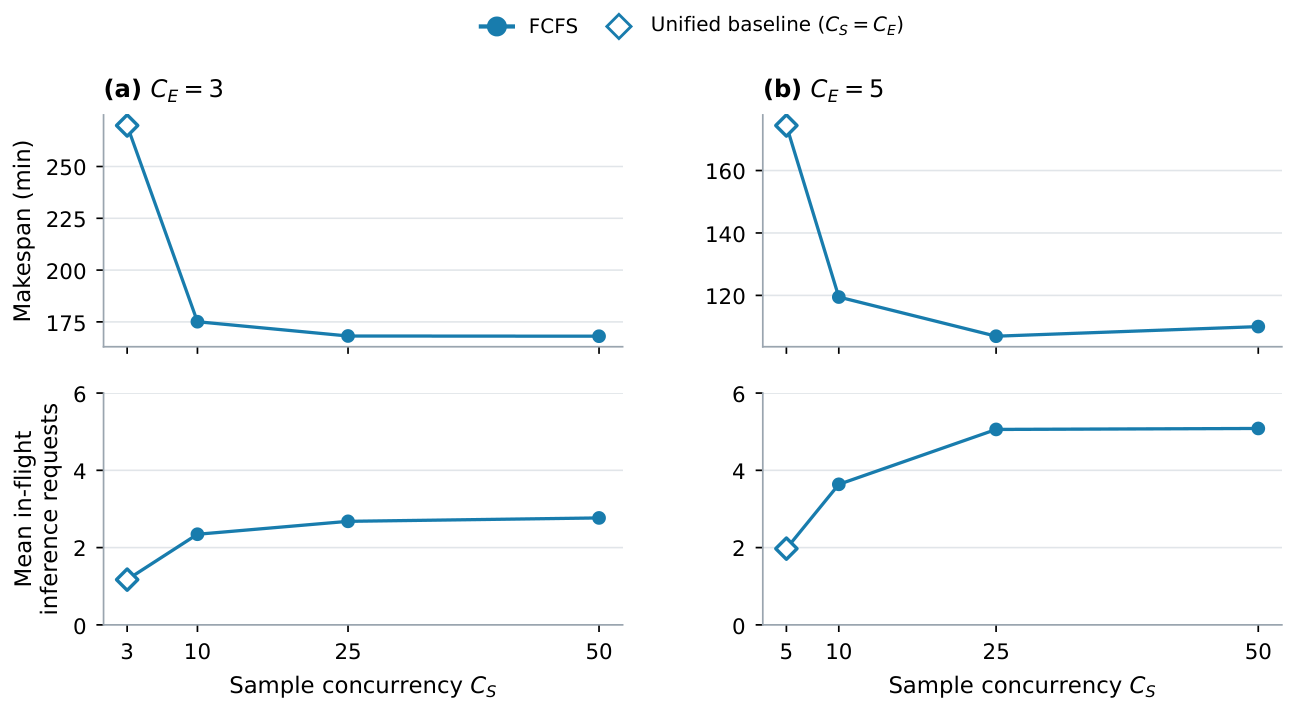 FCFS
Unified baseline (C_S = C_E)
(a) C_E = 3
Makespan (min)
250
225
200
175
(b) C_E = 5
160
140
120
Mean in-flight
inference requests
6
4
2
0
3 10 25 50
Sample concurrency C_S
6
4
2
0
5 10 25 50
Sample concurrency C_S